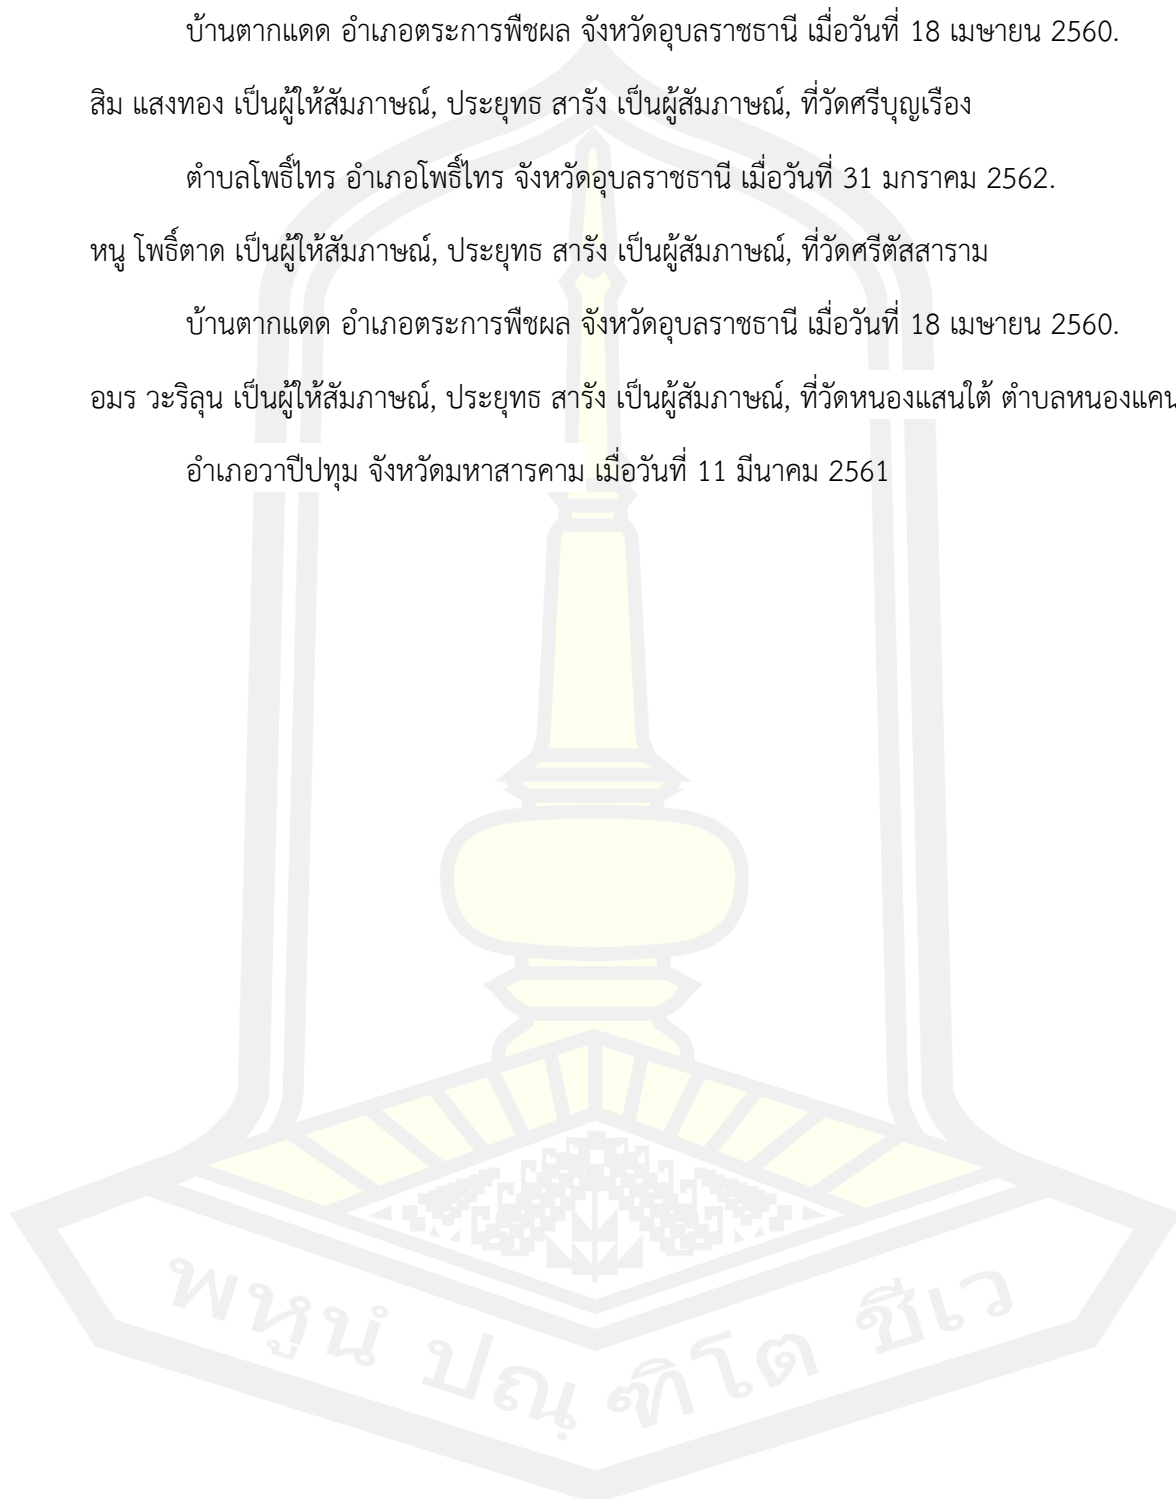 บ้านตากแดด อำเภอตระการพืชผล จังหวัดอุบลราชธานี เมื่อวันที่ 18 เมษายน 2560.
สิม แสงทอง เป็นผู้ให้สัมภาษณ์, ประยุทธ สารัง เป็นผู้สัมภาษณ์, ที่วัดศรีบุญเรือง
ตำบลโพธิ์ไทร อำเภอโพธิ์ไทร จังหวัดอุบลราชธานี เมื่อวันที่ 31 มกราคม 2562.
หนู โพธิ์ตาด เป็นผู้ให้สัมภาษณ์, ประยุทธ สารัง เป็นผู้สัมภาษณ์, ที่วัดศรีตัสสาราม
บ้านตากแดด อำเภอตระการพืชผล จังหวัดอุบลราชธานี เมื่อวันที่ 18 เมษายน 2560.
อมร วะริลุน เป็นผู้ให้สัมภาษณ์, ประยุทธ สารัง เป็นผู้สัมภาษณ์, ที่วัดหนองแสนใต้ ตำบลหนองแคน
อำเภอวาปีปทุม จังหวัดมหาสารคาม เมื่อวันที่ 11 มีนาคม 2561
พหูนํ ปณฺฑิโต ชีเว